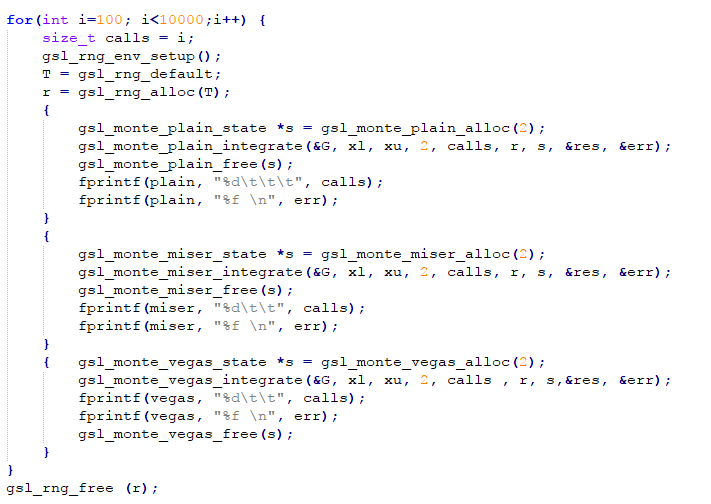 for(int i=100; i<10000;i++) {
    size_t calls = i;
    gsl_rng_env_setup();
    T = gsl_rng_default;
    r = gsl_rng_alloc(T);
    {
        gsl_monte_plain_state *s = gsl_monte_plain_alloc(2);
        gsl_monte_plain_integrate(&G, xl, xu, 2, calls, r, s, &res, &err);
        gsl_monte_plain_free(s);
        fprintf(plain, "%d\t\t\t", calls);
        fprintf(plain, "%f \n", err);
    }
    {
        gsl_monte_miser_state *s = gsl_monte_miser_alloc(2);
        gsl_monte_miser_integrate(&G, xl, xu, 2, calls, r, s, &res, &err);
        gsl_monte_miser_free(s);
        fprintf(miser, "%d\t\t", calls);
        fprintf(miser, "%f \n", err);
    }
    {   gsl_monte_vegas_state *s = gsl_monte_vegas_alloc(2);
        gsl_monte_vegas_integrate(&G, xl, xu, 2, calls , r, s,&res, &err);
        fprintf(vegas, "%d\t\t", calls);
        fprintf(vegas, "%f \n", err);
        gsl_monte_vegas_free(s);
    }
}
gsl_rng_free (r);